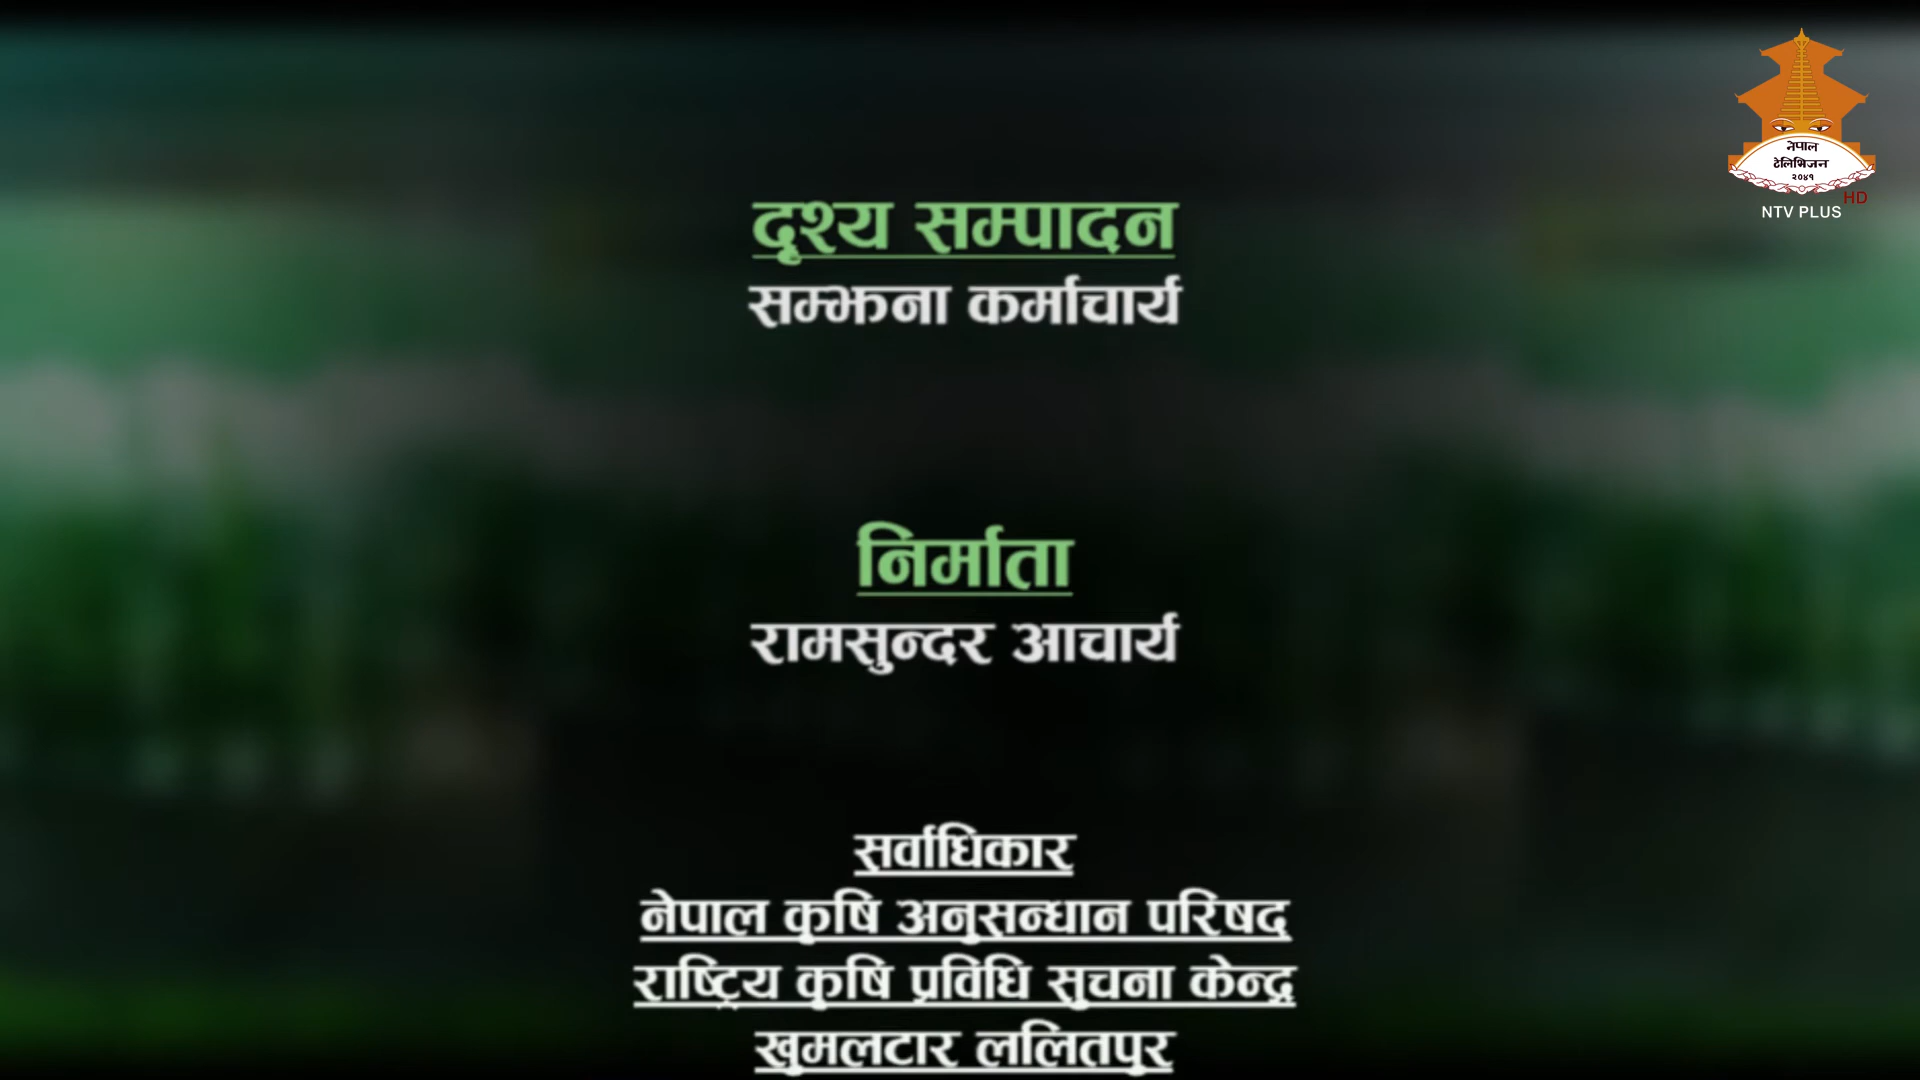 नेपाल
टेलिभिजन
२०४१
HD
NTV PLUS
दृश्य सम्पादन
सम्झना कर्माचार्य
निर्माता
रामसुन्दर आचार्य
सर्वाधिकार
नेपाल कृषि अनुसन्धान परिषद
राष्ट्रिय कृषि प्रविधि सुचना केन्द्र
खुमलटार ललितपुर